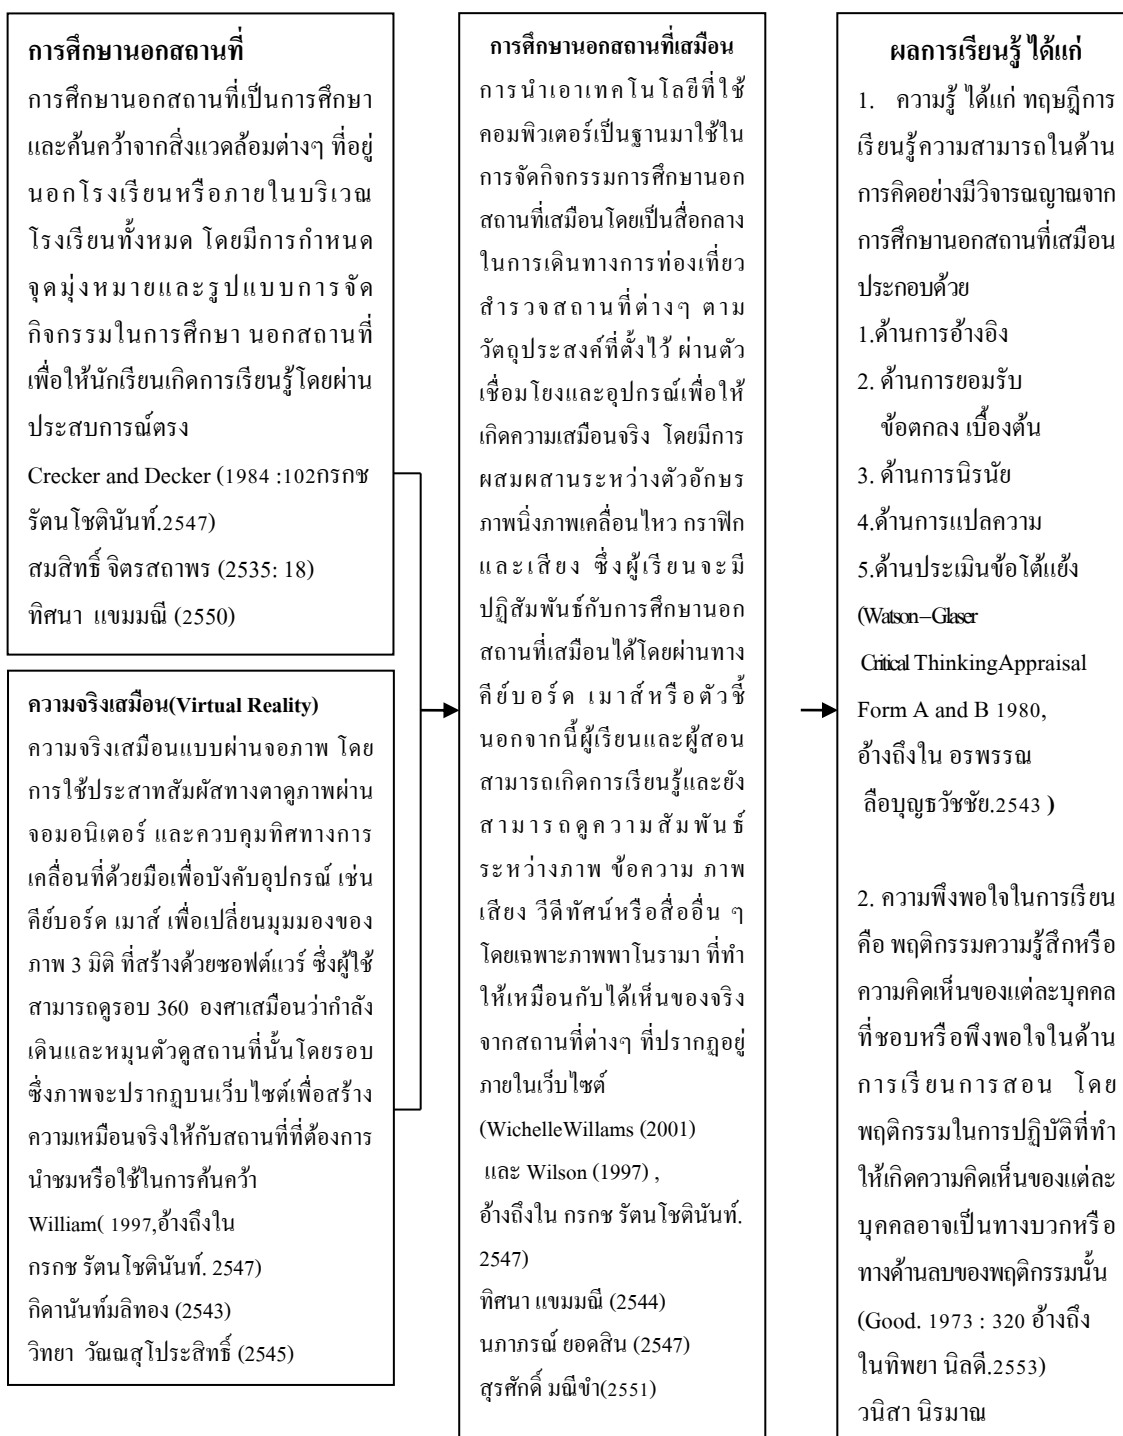 การศึกษานอกสถานที่
การศึกษานอกสถานที่เป็นการศึกษา
และค้นคว้าจากสิ่งแวดล้อมต่างๆ ที่อยู่
นอกโรงเรียนหรือภายในบริเวณ
โรงเรียนทั้งหมด โดยมีการกำหนด
จุดมุ่งหมายและรูปแบบการจัด
กิจกรรมในการศึกษา นอกสถานที่
เพื่อให้นักเรียนเกิดการเรียนรู้โดยผ่าน
ประสบการณ์ตรง
Crecker and Decker (1984 :102กรกช
รัตนโชตินันท์.2547)
สมสิทธิ์ จิตรสถาพร (2535: 18)
ทิศนา แขมมณี (2550)
ความจริงเสมือน(Virtual Reality)
ความจริงเสมือนแบบผ่านจอภาพ โดย
การใช้ประสาทสัมผัสทางตาดูภาพผ่าน
จอมอนิเตอร์ และควบคุมทิศทางการ
เคลื่อนที่ด้วยมือเพื่อบังคับอุปกรณ์ เช่น
คีย์บอร์ด เมาส์ เพื่อเปลี่ยนมุมมองของ
ภาพ 3 มิติ ที่สร้างด้วยซอฟต์แวร์ ซึ่งผู้ใช้
สามารถดูรอบ 360 องศาเสมือนว่ากำลัง
เดินและหมุนตัวดูสถานที่นั้นโดยรอบ
ซึ่งภาพจะปรากฏบนเว็บไซต์เพื่อสร้าง
ความเหมือนจริงให้กับสถานที่ที่ต้องการ
นำชมหรือใช้ในการค้นคว้า
William( 1997,อ้างถึงใน
กรกช รัตนโชตินันท์. 2547)
กิดานันท์มลิทอง (2543)
วิทยา วัณณสุโประสิทธิ์ (2545)
การศึกษานอกสถานที่เสมือน
การนำเอาเทคโนโลยีที่ใช้
คอมพิวเตอร์เป็นฐานมาใช้ใน
การจัดกิจกรรมการศึกษานอก
สถานที่เสมือนโดยเป็นสื่อกลาง
ในการเดินทางการท่องเที่ยว
สำรวจสถานที่ต่างๆ ตาม
วัตถุประสงค์ที่ตั้งไว้ ผ่านตัว
เชื่อมโยงและอุปกรณ์เพื่อให้
เกิดความเสมือนจริง โดยมีการ
ผสมผสานระหว่างตัวอักษร
ภาพนิ่งภาพเคลื่อนไหว กราฟิก
และเสียง ซึ่งผู้เรียนจะมี
ปฏิสัมพันธ์กับการศึกษานอก
สถานที่เสมือนได้โดยผ่านทาง
คีย์บอร์ด เมาส์หรือตัวชี้
นอกจากนี้ผู้เรียนและผู้สอน
สามารถเกิดการเรียนรู้และยัง
สามารถดูความสัมพันธ์
ระหว่างภาพ ข้อความ ภาพ
เสียง วีดีทัศน์หรือสื่ออื่น ๆ
โดยเฉพาะภาพพาโนรามา ที่ทำ
ให้เหมือนกับได้เห็นของจริง
จากสถานที่ต่างๆ ที่ปรากฏอยู่
ภายในเว็บไซต์
(WichelleWillams (2001)
และ Wilson (1997) ,
อ้างถึงใน กรกช รัตนโชตินันท์.
2547)
ทิศนา แขมมณี (2544)
นภาภรณ์ ยอดสิน (2547)
สุรศักดิ์ มณีขำ(2551)
ผลการเรียนรู้ ได้แก่
1. ความรู้ ได้แก่ ทฤษฎีการ
เรียนรู้ความสามารถในด้าน
การคิดอย่างมีวิจารณญาณจาก
การศึกษานอกสถานที่เสมือน
ประกอบด้วย
1.ด้านการอ้างอิง
2. ด้านการยอมรับ
ข้อตกลง เบื้องต้น
3. ด้านการนิรนัย
4.ด้านการแปลความ
5.ด้านประเมินข้อโต้แย้ง
(Watson–Glaser
Critical ThinkingAppraisal
Form A and B 1980,
อ้างถึงใน อรพรรณ
ลือบุญธวัชชัย.2543 )
2. ความพึงพอใจในการเรียน
คือ พฤติกรรมความรู้สึกหรือ
ความคิดเห็นของแต่ละบุคคล
ที่ชอบหรือพึงพอใจในด้าน
การเรียนการสอน โดย
พฤติกรรมในการปฏิบัติที่ทำ
ให้เกิดความคิดเห็นของแต่ละ
บุคคลอาจเป็นทางบวกหรือ
ทางด้านลบของพฤติกรรมนั้น
(Good. 1973 : 320 อ้างถึง
ในทิพยา นิลดี.2553)
วนิสา นิรมาณ